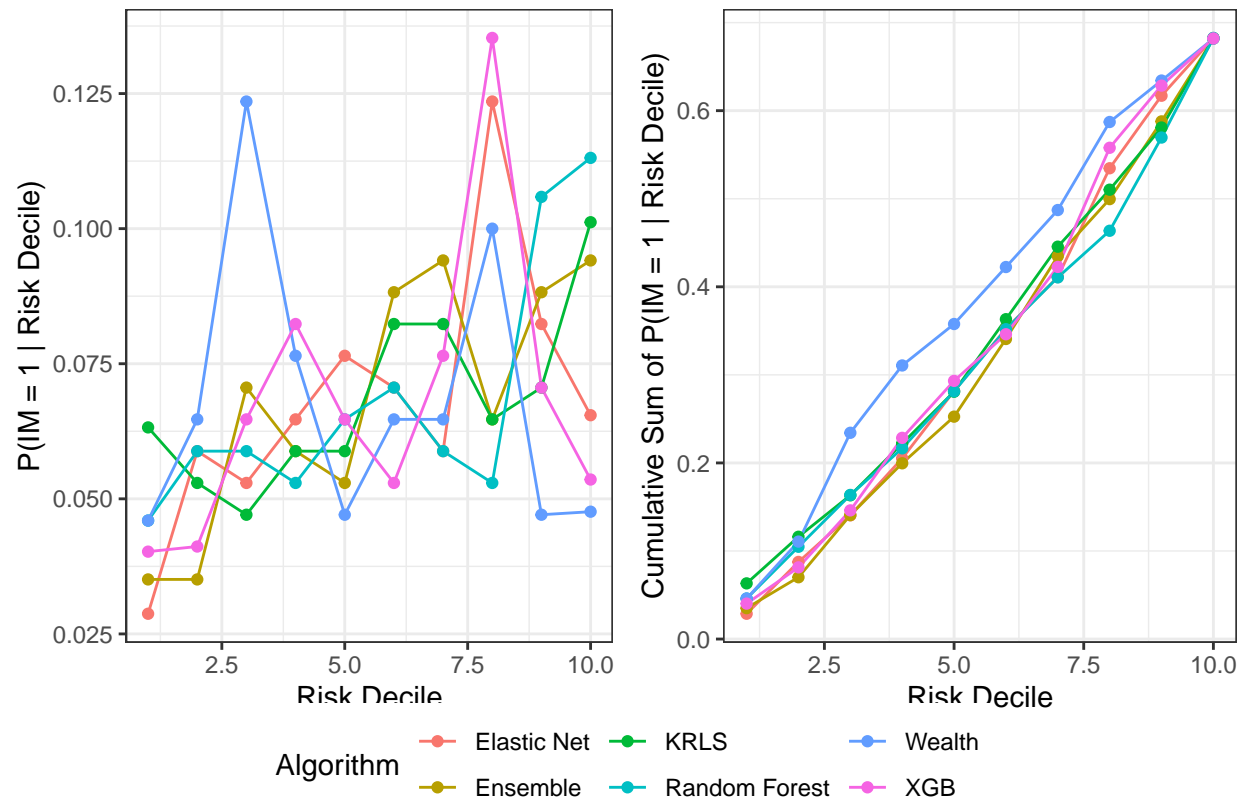 P(IM = 1 | Risk Decile)
0.125
0.100
0.075
0.050
0.025
2.5 5.0 7.5 10.0
Risk Decile
Cumulative Sum of P(IM = 1 | Risk Decile)
0.6
0.4
0.2
0.0
2.5 5.0 7.5 10.0
Risk Decile
Algorithm
Elastic Net KRLS Wealth
Ensemble Random Forest XGB